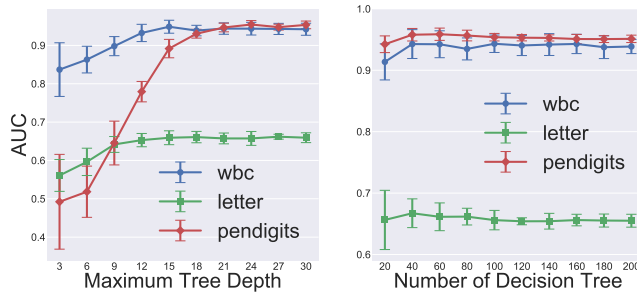 0.9
0.8
0.7
0.6
0.5
0.4
AUC
wbc
letter
pendigits
3 6 9 12 15 18 21 24 27 30
Maximum Tree Depth
1.0
0.9
0.8
0.7
0.6
wbc
letter
pendigits
20 40 60 80 100 120 140 160 180 200
Number of Decision Tree